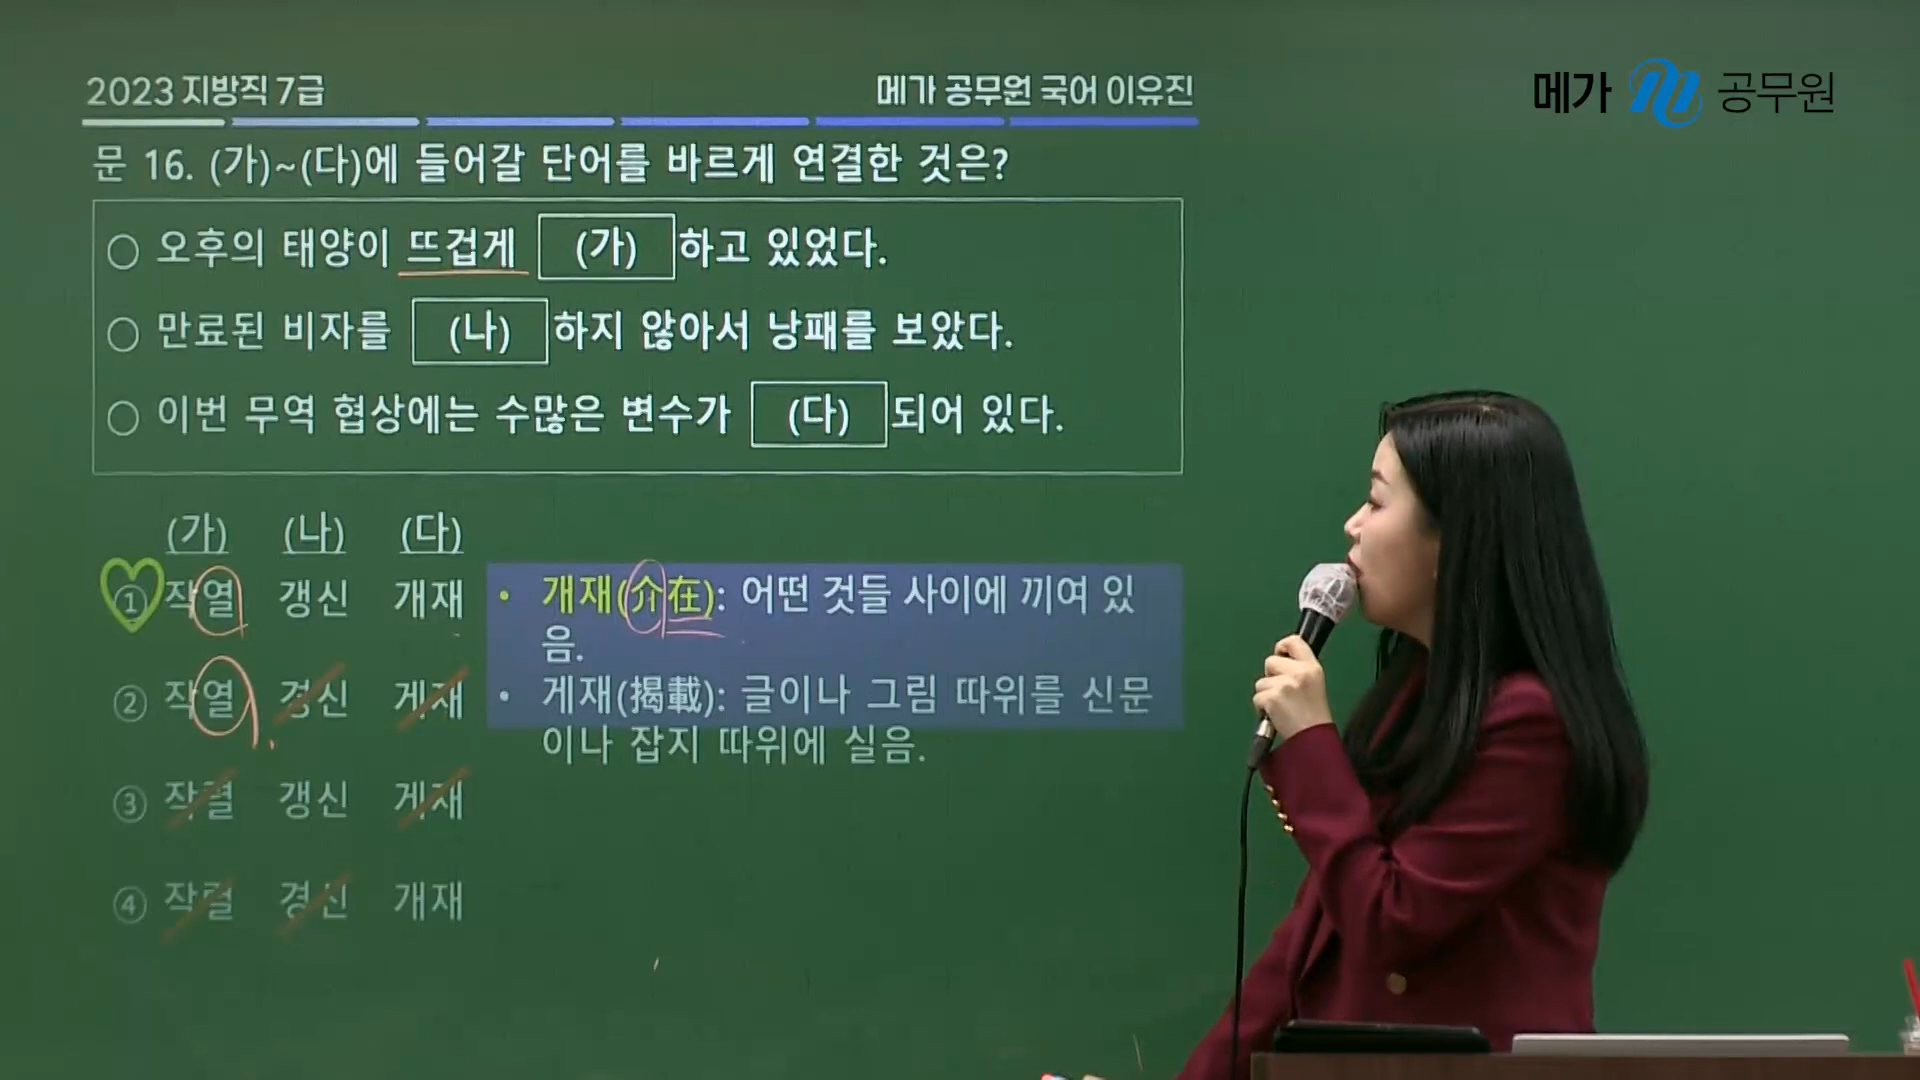 2023 지방직 7급
메가 공무원 국어 이유진
메가 공무원
문 16. (가)~(다)에 들어갈 단어를 바르게 연결한 것은?
○ 오후의 태양이 뜨겁게 (가) 하고 있었다.
○ 만료된 비자를 (나) 하지 않아서 낭패를 보았다.
○ 이번 무역 협상에는 수많은 변수가 (다) 되어 있다.
(가) (나) (다)
① 작열 갱신 개재
② 작열 경신 게재
③ 작렬 갱신 게재
④ 작렬 경신 개재
• 개재(介在): 어떤 것들 사이에 끼여 있
음.
• 게재(揭載): 글이나 그림 따위를 신문
이나 잡지 따위에 실음.